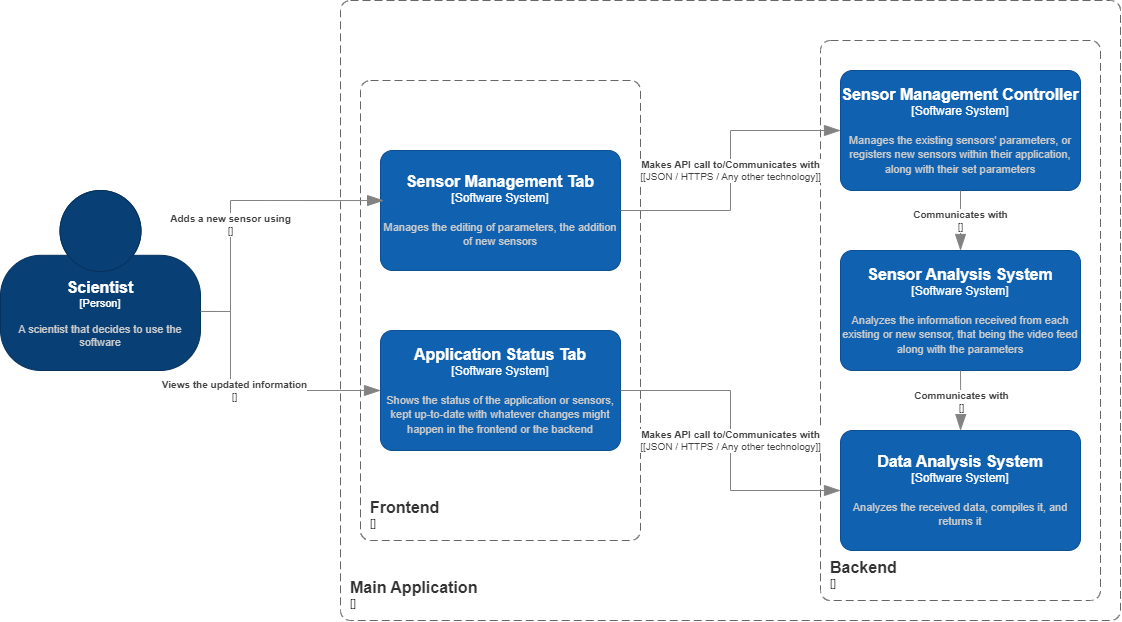 Scientist
[Person]
A scientist that decides to use the
software
Adds a new sensor using
[]
Views the updated information
[]
Sensor Management Tab
[Software System]
Manages the editing of parameters, the addition
of new sensors
Application Status Tab
[Software System]
Shows the status of the application or sensors,
kept up-to-date with whatever changes might
happen in the frontend or the backend
Frontend
[]
Main Application
[]
Makes API call to/Communicates with
[[JSON / HTTPS / Any other technology]]
Makes API call to/Communicates with
[[JSON / HTTPS / Any other technology]]
Sensor Management Controller
[Software System]
Manages the existing sensors' parameters, or
registers new sensors within their application,
along with their set parameters
Communicates with
[]
Sensor Analysis System
[Software System]
Analyzes the information received from each
existing or new sensor, that being the video feed
along with the parameters
Communicates with
[]
Data Analysis System
[Software System]
Analyzes the received data, compiles it, and
returns it
Backend
[]